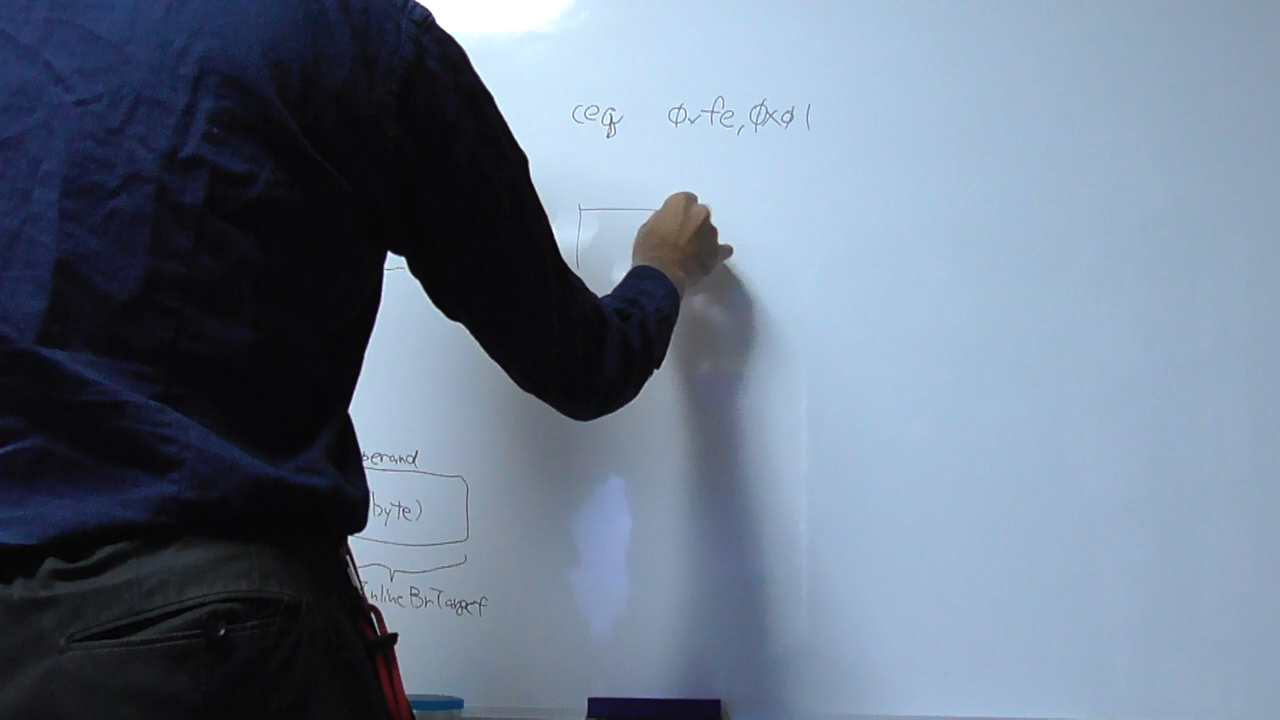 ceq 0xfe,0x01
perand
byte)
InlineBrTarget